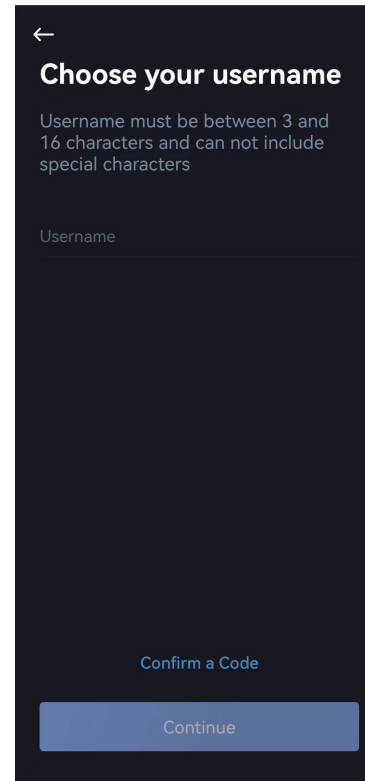 Choose your username
Username must be between 3 and
16 characters and can not include
special characters
Username
Confirm a Code
Continue